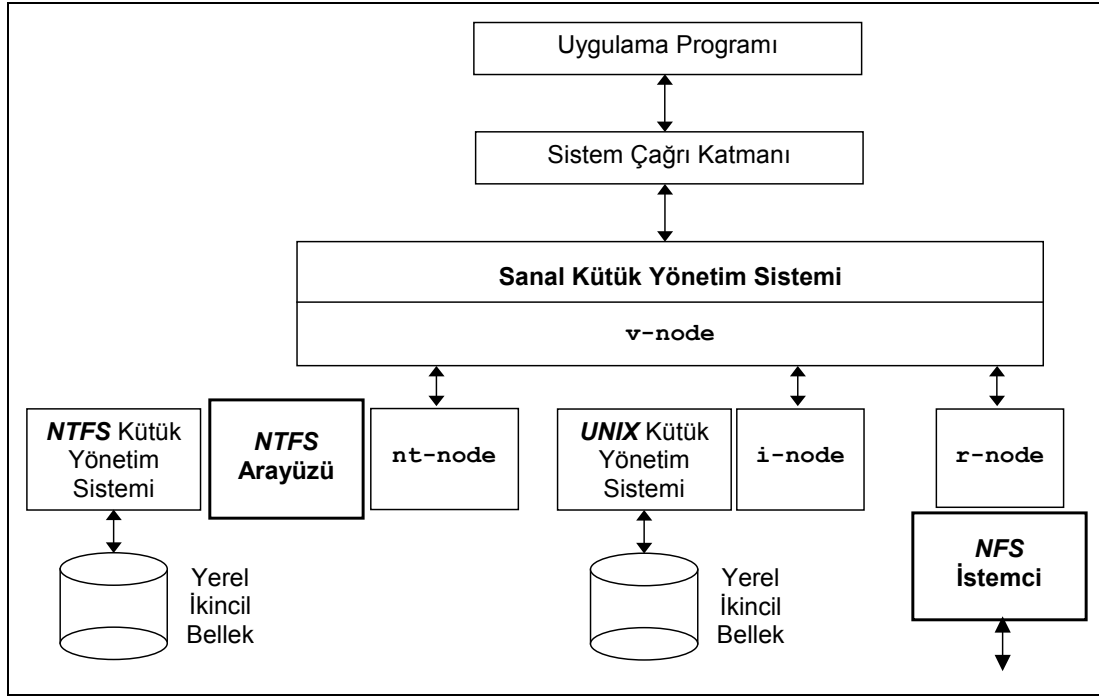 Uygulama Programı
Sistem Çağrı Katmanı
Sanal Kütük Yönetim Sistemi
v-node
NTFS Kütük
Yönetim
Sistemi
NTFS
Arayüzü
nt-node
UNIX Kütük
Yönetim
Sistemi
i-node
r-node
NFS
İstemci
Yerel
İkincil
Bellek
Yerel
İkincil
Bellek